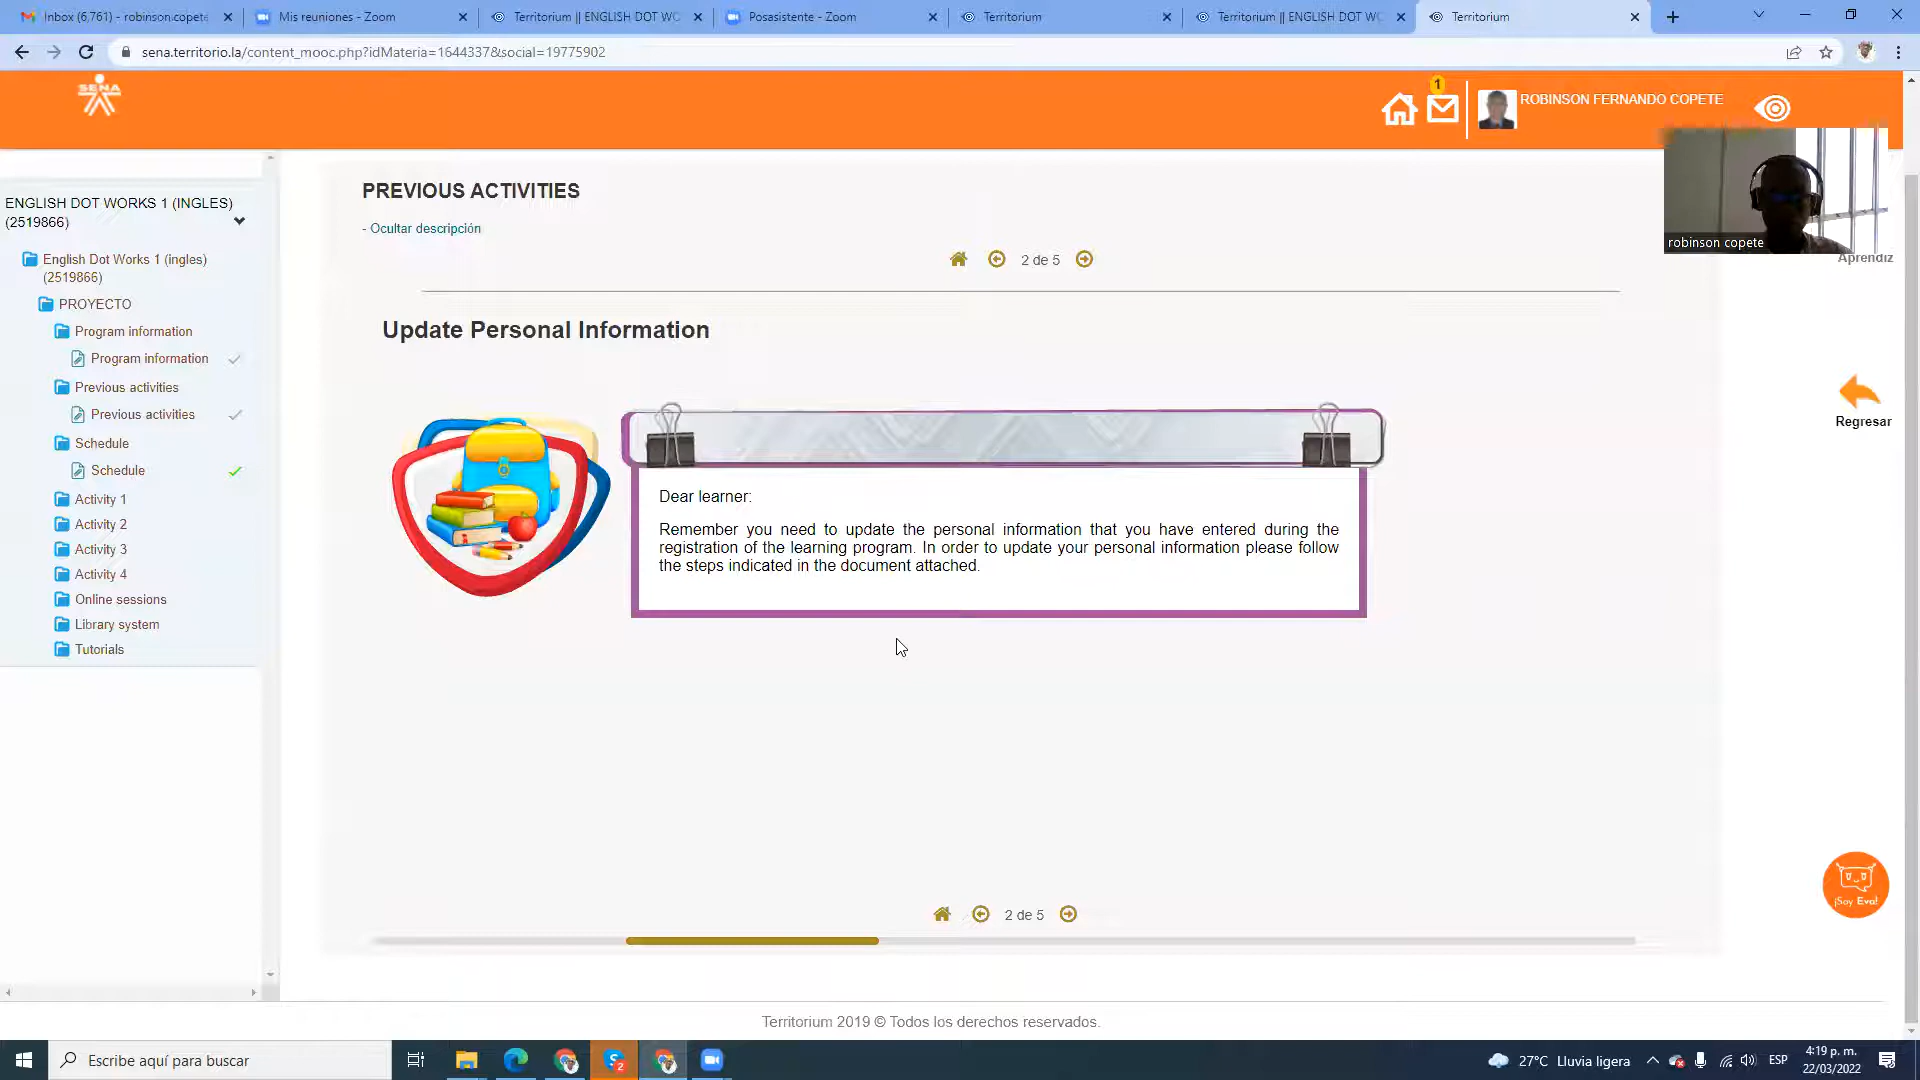 Inbox (6,761) - robinson.copete
Mis reuniones - Zoom
Territorium || ENGLISH DOT WO
Posasistente - Zoom
Territorium
Territorium || ENGLISH DOT WO
Territorium
sena.territorio.la/content_mooc.php?idMateria=1644337&social=19775902
SENA
1
ROBINSON FERNANDO COPETE
robinson copete
Aprendiz
ENGLISH DOT WORKS 1 (INGLES)
(2519866)
English Dot Works 1 (ingles)
(2519866)
PROYECTO
Program information
Program information
Previous activities
Previous activities
Schedule
Schedule
Activity 1
Activity 2
Activity 3
Activity 4
Online sessions
Library system
Tutorials
PREVIOUS ACTIVITIES
- Ocultar descripción
2 de 5
Update Personal Information
Dear learner:
Remember you need to update the personal information that you have entered during the
registration of the learning program. In order to update your personal information please follow
the steps indicated in the document attached.
Regresar
¡Soy Eva!
2 de 5
Territorium 2019 © Todos los derechos reservados.
Escribe aquí para buscar
S
2
27°C Lluvia ligera
ESP
4:19 p. m.
22/03/2022